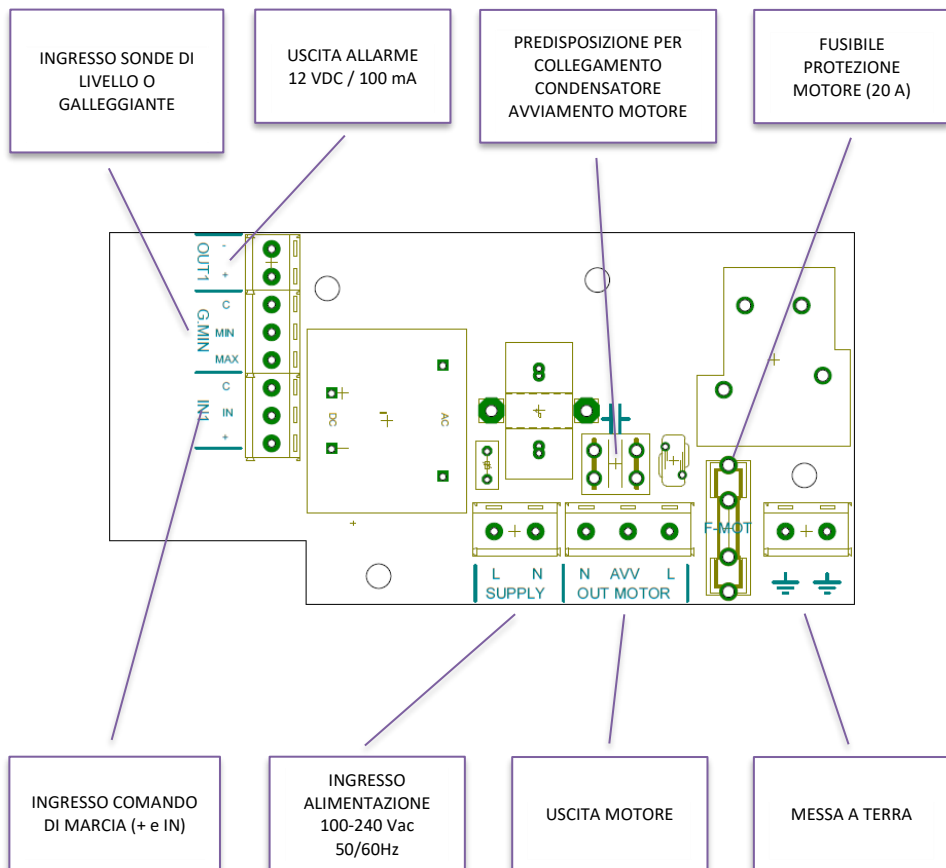 INGRESSO SONDE DI
LIVELLO O
GALLEGGIANTE
USCITA ALLARME
12 VDC / 100 mA
PREDISPOSIZIONE PER
COLLEGAMENTO
CONDENSATORE
AVVIAMENTO MOTORE
FUSIBILE
PROTEZIONE
MOTORE (20 A)
OUT1
-
+
G.MIN
C
MIN
MAX
IN1
C
IN
+
DC
AC
F-MOT
L N
SUPPLY
N AVV L
OUT MOTOR
INGRESSO COMANDO
DI MARCIA (+ e IN)
INGRESSO
ALIMENTAZIONE
100-240 Vac
50/60Hz
USCITA MOTORE
MESSA A TERRA